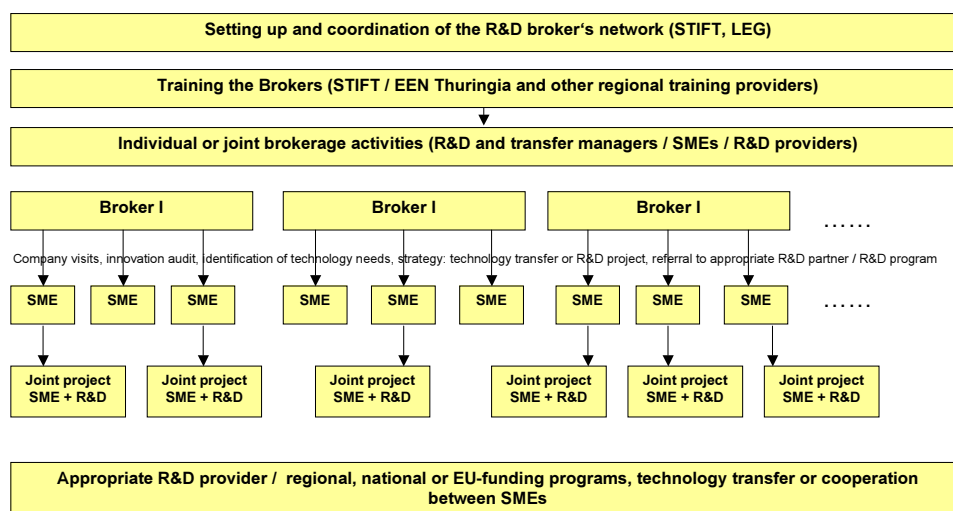 Setting up and coordination of the R&D broker‘s network (STIFT, LEG)
Training the Brokers (STIFT / EEN Thuringia and other regional training providers)
Individual or joint brokerage activities (R&D and transfer managers / SMEs / R&D providers)
Broker I
Broker I
Broker I
......
Company visits, innovation audit, identification of technology needs, strategy: technology transfer or R&D project, referral to appropriate R&D partner / R&D program
SME
SME
SME
SME
SME
SME
SME
SME
SME
......
Joint project
SME + R&D
Joint project
SME + R&D
Joint project
SME + R&D
Joint project
SME + R&D
Joint project
SME + R&D
Joint project
SME + R&D
Appropriate R&D provider / regional, national or EU-funding programs, technology transfer or cooperation
between SMEs